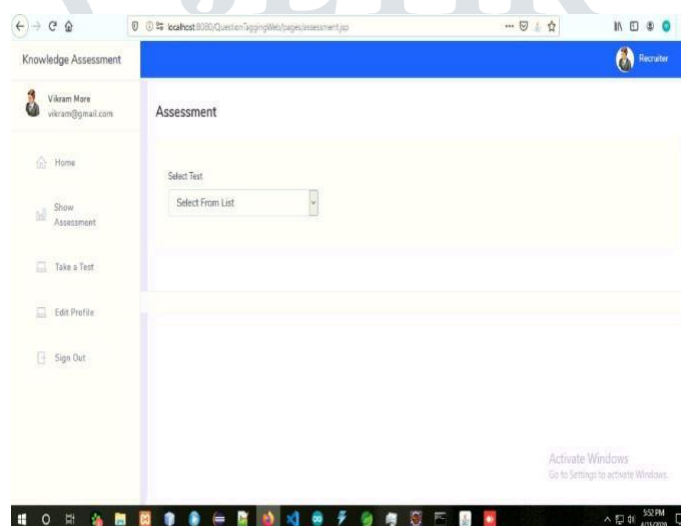 localhost:8080/QuestionTaggingWeb/pages/assessment.jsp
Knowledge Assessment
Recruiter
Vikram More
vikram@gmail.com
Assessment
Home
Select Test
Select From List
Show
Assessment
Take a Test
Edit Profile
Sign Out
Activate Windows
Go to Settings to activate Windows.
5:52 PM